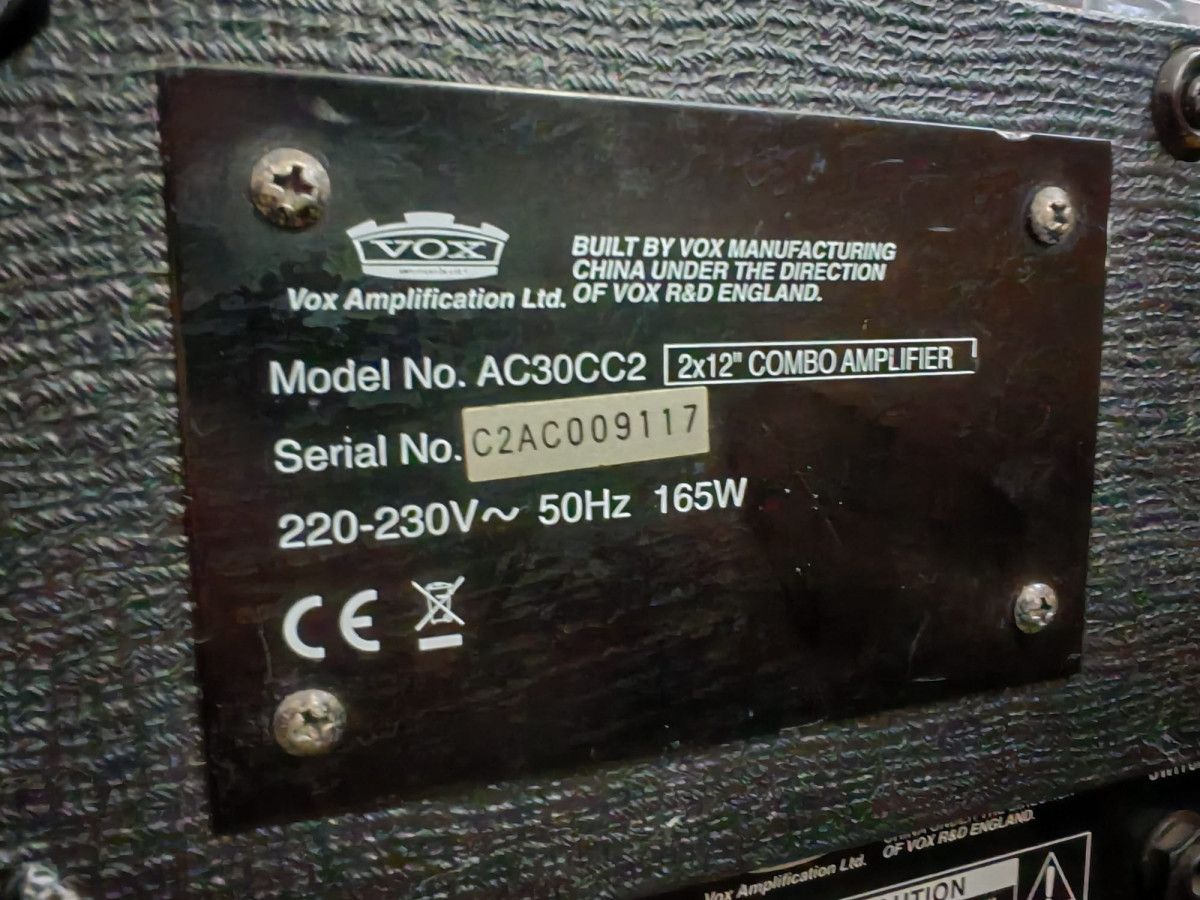 VOX
BUILT BY VOX MANUFACTURING
CHINA UNDER THE DIRECTION
OF VOX R&D ENGLAND.
Vox Amplification Ltd.
Model No. AC30CC2 2x12" COMBO AMPLIFIER
Serial No. C2AC009117
220-230V~ 50Hz 165W
CE
Vox Amplification Ltd.
OF VOX R&D ENGLAND.